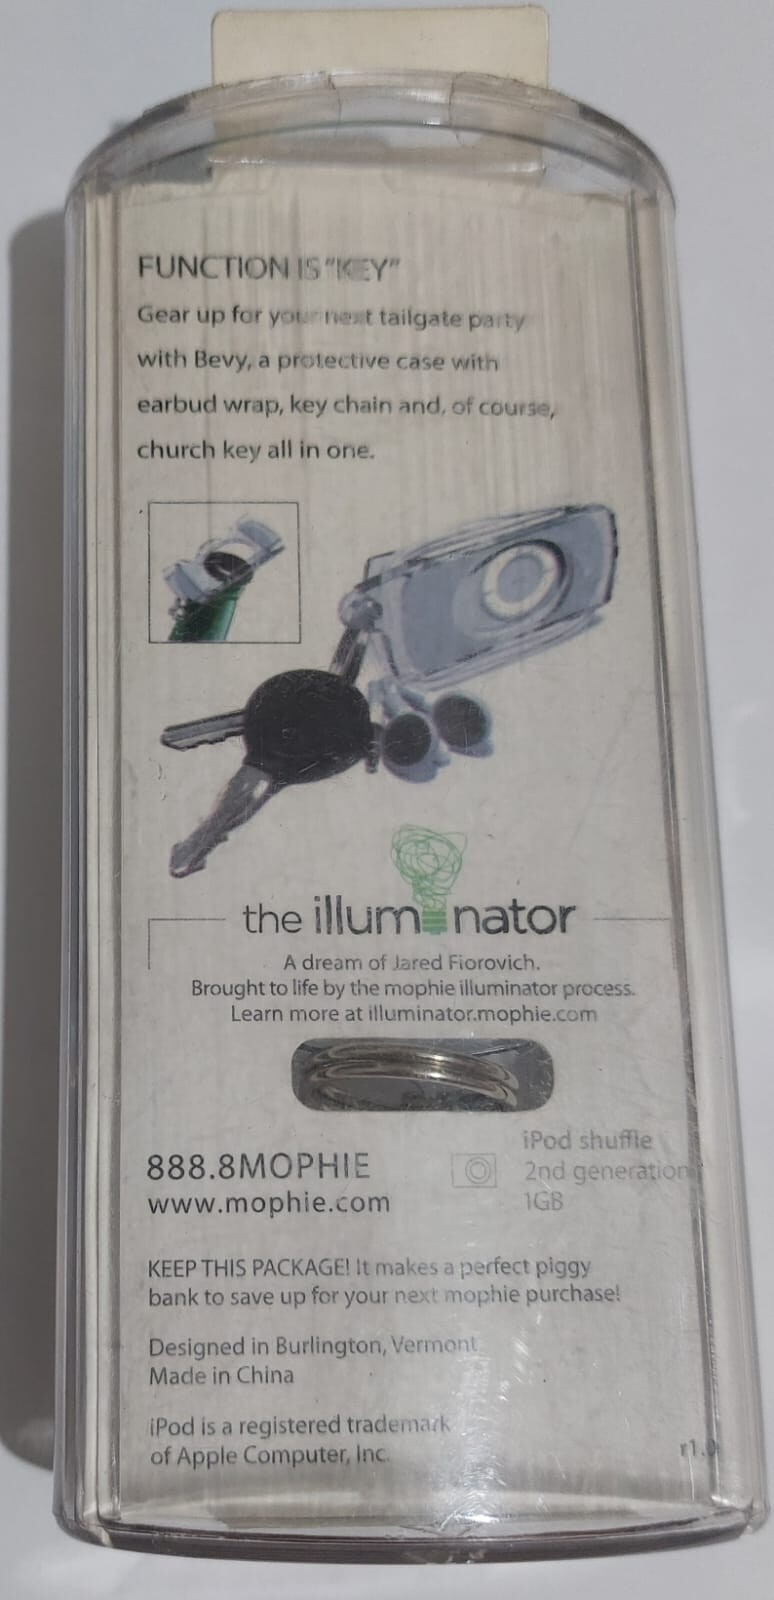 FUNCTION IS "KEY"
Gear up for your next tailgate party
with Bevy, a protective case with
earbud wrap, key chain and, of course,
church key all in one.
the illuminator
A dream of Jared Fiorovich.
Brought to life by the mophie illuminator process.
Learn more at illuminator.mophie.com
888.8MOPHIE
www.mophie.com
iPod shuffle
2nd generation
1GB
KEEP THIS PACKAGE! It makes a perfect piggy
bank to save up for your next mophie purchase!
Designed in Burlington, Vermont
Made in China
iPod is a registered trademark
of Apple Computer, Inc.
r1.0